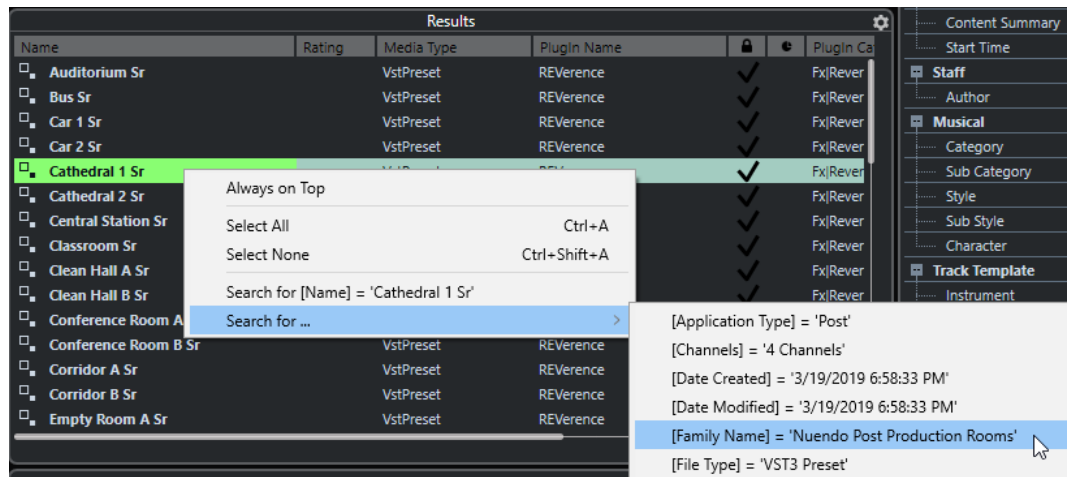 Results
Name Rating Media Type PlugIn Name PlugIn Ca
Auditorium Sr VstPreset REVerence Fx|Rever
Bus Sr VstPreset REVerence Fx|Rever
Car 1 Sr VstPreset REVerence Fx|Rever
Car 2 Sr VstPreset REVerence Fx|Rever
Cathedral 1 Sr Fx|Rever
Cathedral 2 Sr Fx|Rever
Central Station Sr Fx|Rever
Classroom Sr Fx|Rever
Clean Hall A Sr Fx|Rever
Clean Hall B Sr Fx|Rever
Conference Room A
Conference Room B Sr VstPreset REVerence
Corridor A Sr VstPreset REVerence
Corridor B Sr VstPreset REVerence
Empty Room A Sr VstPreset REVerence
Always on Top
Select All Ctrl+A
Select None Ctrl+Shift+A
Search for [Name] = 'Cathedral 1 Sr'
Search for ...
[Application Type] = 'Post'
[Channels] = '4 Channels'
[Date Created] = '3/19/2019 6:58:33 PM'
[Date Modified] = '3/19/2019 6:58:33 PM'
[Family Name] = 'Nuendo Post Production Rooms'
[File Type] = 'VST3 Preset'
Content Summary
Start Time
Staff
Author
Musical
Category
Sub Category
Style
Sub Style
Character
Track Template
Instrument